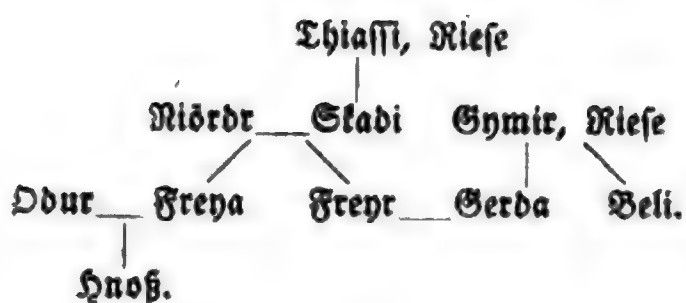 Thiassi, Riese
Niördr Skadi Gymir, Riese
Odur Freya Freyr Gerda Beli.
Hnoß.